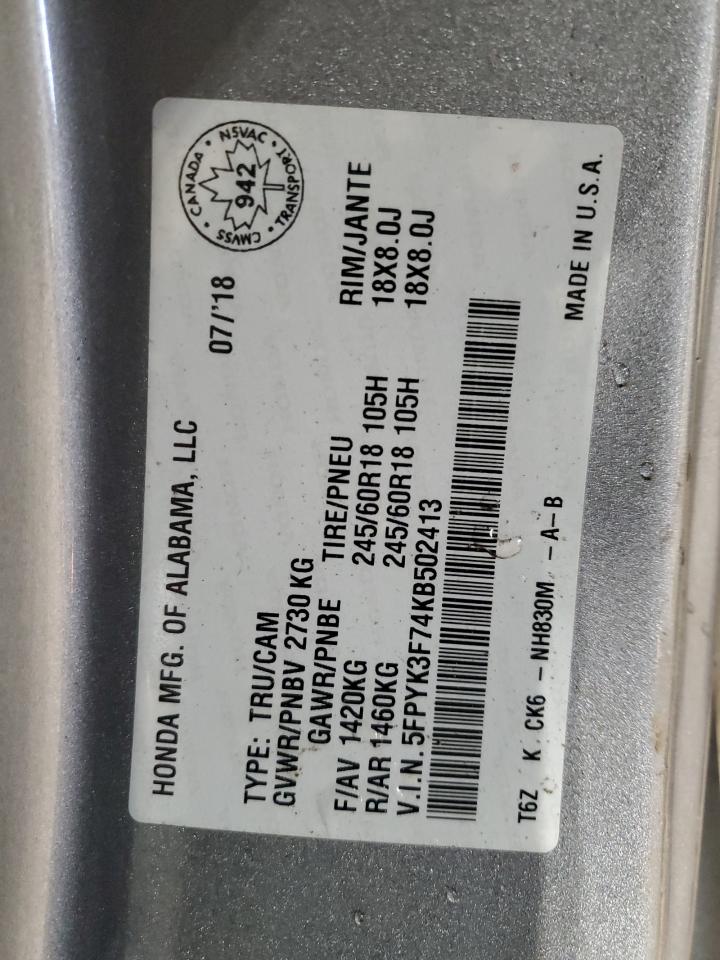 HONDA MFG. OF ALABAMA, LLC
07/'18
CANADA • NSVAC • TRANSPORT • CMVSS •
942
TYPE: TRU/CAM
GVWR/PNBV 2730 KG
GAWR/PNBE TIRE/PNEU RIM/JANTE
F/AV 1420KG 245/60R18 105H 18X8.0J
R/AR 1460KG 245/60R18 105H 18X8.0J
V.I.N. 5FPYK3F74KB502413
T6Z K CK6 - NH830M - A- B
MADE IN U.S.A.